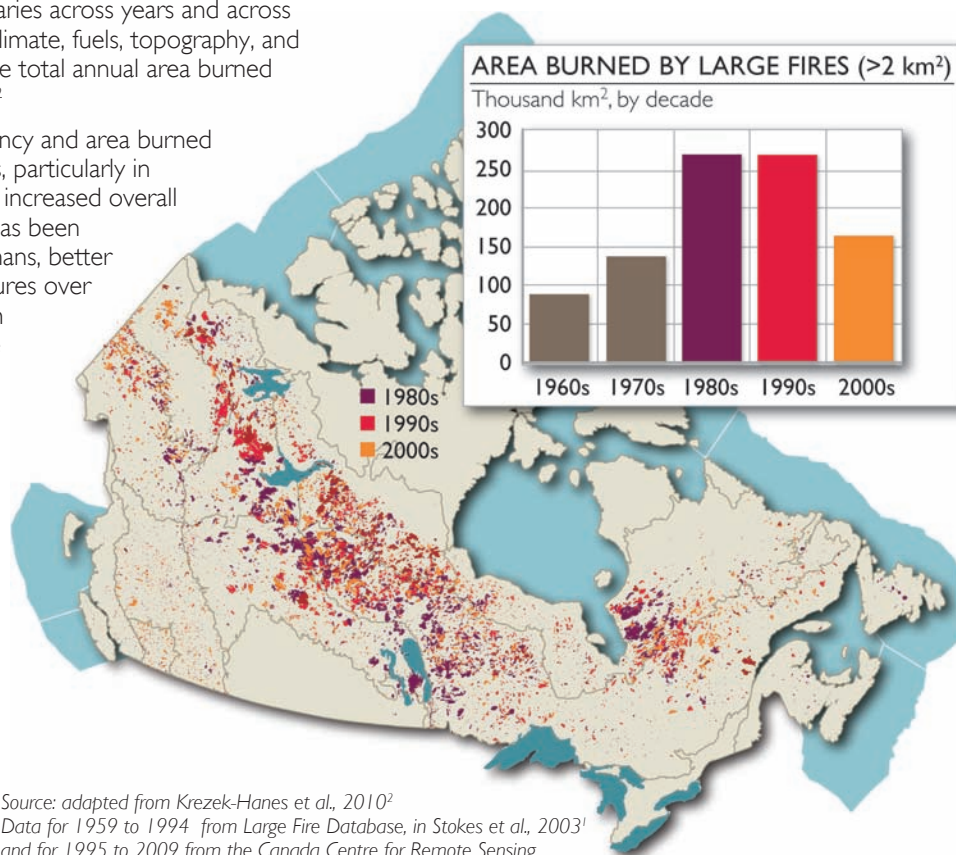 aries across years and across
limate, fuels, topography, and
e total annual area burned
2
ncy and area burned
s, particularly in
increased overall
as been
ans, better
ures over
AREA BURNED BY LARGE FIRES (>2 km²)
Thousand km², by decade
300
250
200
150
100
50
0
1960s 1970s 1980s 1990s 2000s
1980s
1990s
2000s
Source: adapted from Krezek-Hanes et al., 2010²
Data for 1959 to 1994 from Large Fire Database, in Stokes et al., 2003¹
and for 1995 to 2009 from the Canada Centre for Remote Sensing